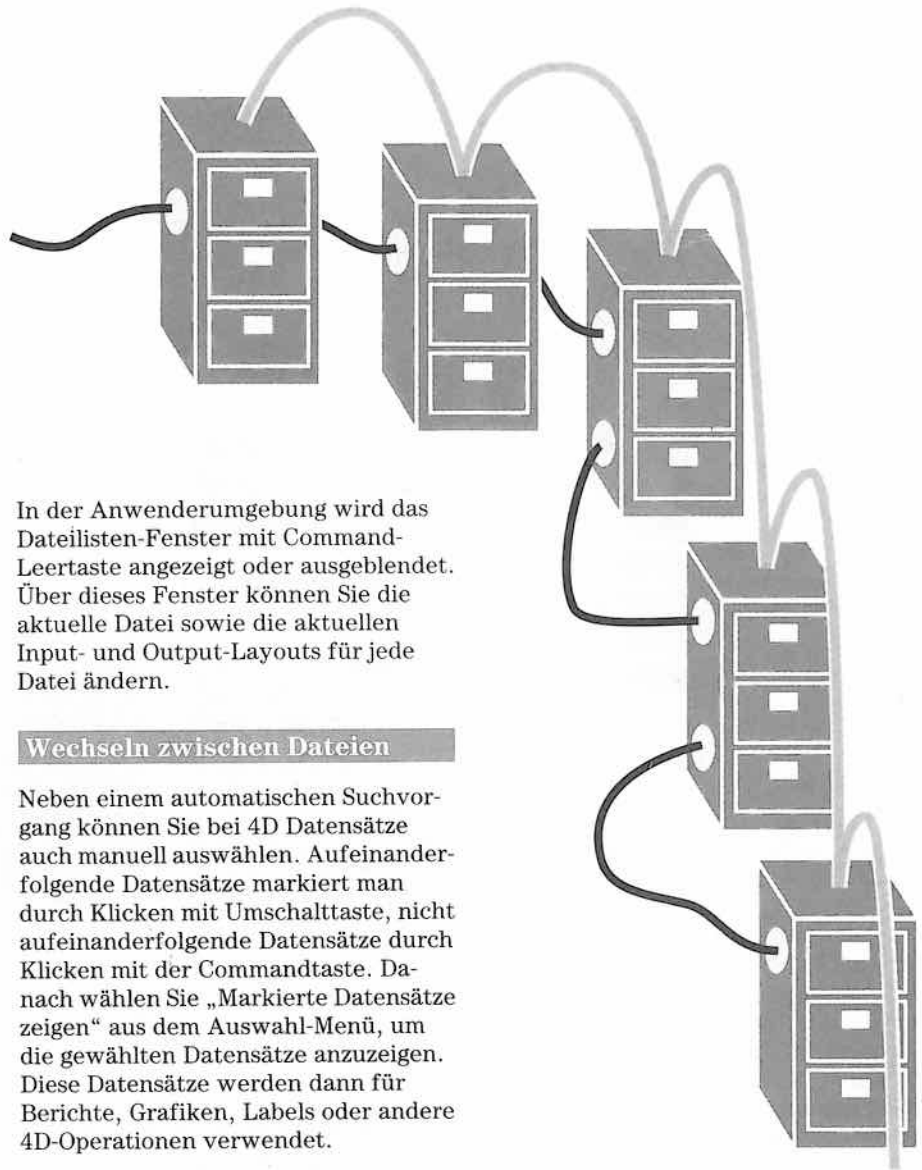 In der Anwenderumgebung wird das
Dateilisten-Fenster mit Command-
Leertaste angezeigt oder ausgeblendet.
Über dieses Fenster können Sie die
aktuelle Datei sowie die aktuellen
Input- und Output-Layouts für jede
Datei ändern.
Wechseln zwischen Dateien
Neben einem automatischen Suchvor-
gang können Sie bei 4D Datensätze
auch manuell auswählen. Aufeinander-
folgende Datensätze markiert man
durch Klicken mit Umschalttaste, nicht
aufeinanderfolgende Datensätze durch
Klicken mit der Commandtaste. Da-
nach wählen Sie „Markierte Datensätze
zeigen“ aus dem Auswahl-Menü, um
die gewählten Datensätze anzuzeigen.
Diese Datensätze werden dann für
Berichte, Grafiken, Labels oder andere
4D-Operationen verwendet.